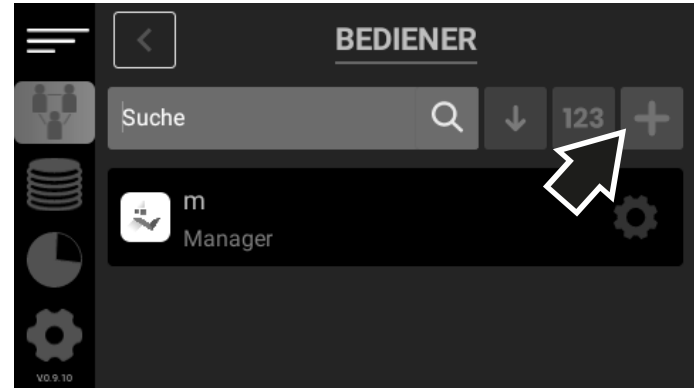 BEDIENER
Suche
123
m
Manager
V0.9.10